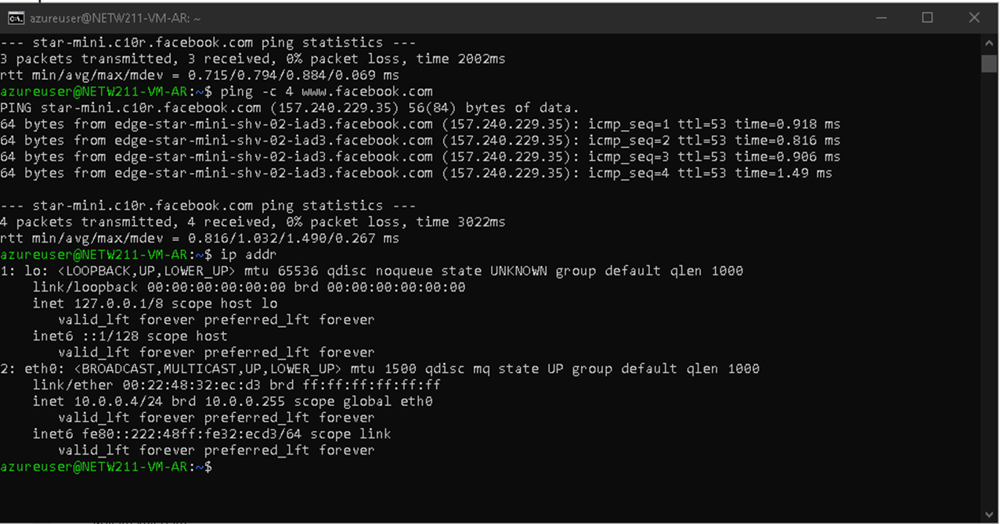 azureuser@NETW211-VM-AR: ~
--- star-mini.c10r.facebook.com ping statistics ---
3 packets transmitted, 3 received, 0% packet loss, time 2002ms
rtt min/avg/max/mdev = 0.715/0.794/0.884/0.069 ms
azureuser@NETW211-VM-AR:~$ ping -c 4 www.facebook.com
PING star-mini.c10r.facebook.com (157.240.229.35) 56(84) bytes of data.
64 bytes from edge-star-mini-shv-02-iad3.facebook.com (157.240.229.35): icmp_seq=1 ttl=53 time=0.918 ms
64 bytes from edge-star-mini-shv-02-iad3.facebook.com (157.240.229.35): icmp_seq=2 ttl=53 time=0.816 ms
64 bytes from edge-star-mini-shv-02-iad3.facebook.com (157.240.229.35): icmp_seq=3 ttl=53 time=0.906 ms
64 bytes from edge-star-mini-shv-02-iad3.facebook.com (157.240.229.35): icmp_seq=4 ttl=53 time=1.49 ms
--- star-mini.c10r.facebook.com ping statistics ---
4 packets transmitted, 4 received, 0% packet loss, time 3022ms
rtt min/avg/max/mdev = 0.816/1.032/1.490/0.267 ms
azureuser@NETW211-VM-AR:~$ ip addr
1: lo: <LOOPBACK,UP,LOWER_UP> mtu 65536 qdisc noqueue state UNKNOWN group default qlen 1000
link/loopback 00:00:00:00:00:00 brd 00:00:00:00:00:00
inet 127.0.0.1/8 scope host lo
valid_lft forever preferred_lft forever
inet6 ::1/128 scope host
valid_lft forever preferred_lft forever
2: eth0: <BROADCAST,MULTICAST,UP,LOWER_UP> mtu 1500 qdisc mq state UP group default qlen 1000
link/ether 00:22:48:32:ec:d3 brd ff:ff:ff:ff:ff:ff
inet 10.0.0.4/24 brd 10.0.0.255 scope global eth0
valid_lft forever preferred_lft forever
inet6 fe80::222:48ff:fe32:ecd3/64 scope link
valid_lft forever preferred_lft forever
azureuser@NETW211-VM-AR:~$